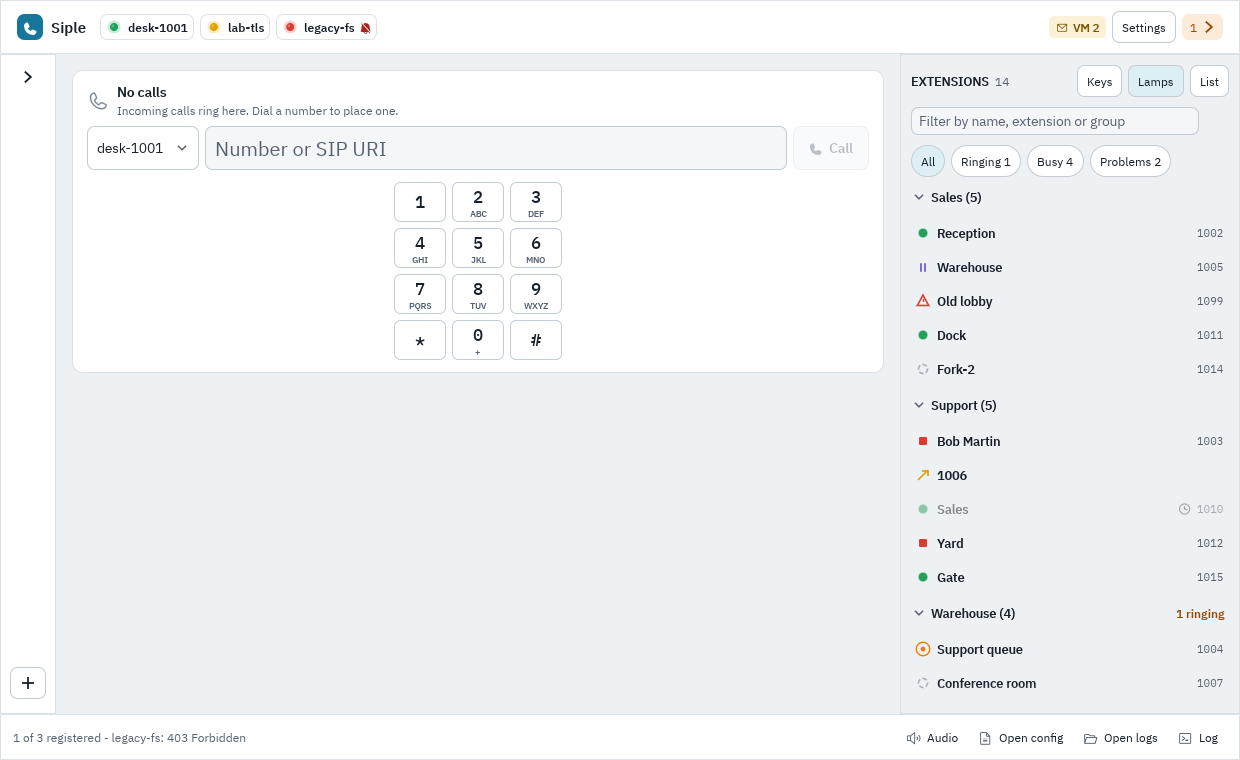 Siple desk-1001 lab-tls legacy-fs VM 2 Settings 1
No calls
Incoming calls ring here. Dial a number to place one.
desk-1001 Number or SIP URI Call
1 2 ABC 3 DEF
4 GHI 5 JKL 6 MNO
7 PQRS 8 TUV 9 WXYZ
* 0 + #
EXTENSIONS 14 Keys Lamps List
Filter by name, extension or group
All Ringing 1 Busy 4 Problems 2
Sales (5)
Reception 1002
Warehouse 1005
Old lobby 1099
Dock 1011
Fork-2 1014
Support (5)
Bob Martin 1003
1006
Sales 1010
Yard 1012
Gate 1015
Warehouse (4) 1 ringing
Support queue 1004
Conference room 1007
1 of 3 registered - legacy-fs: 403 Forbidden Audio Open config Open logs Log